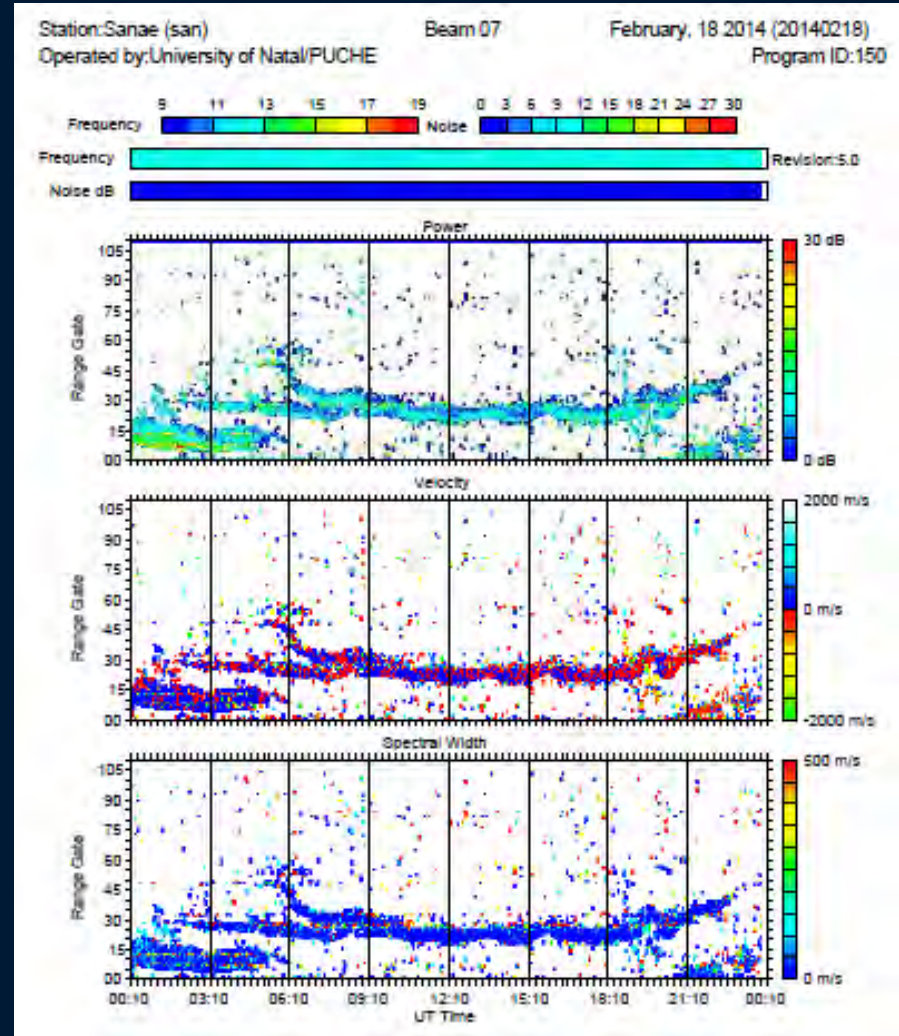 Station:Sanae (san) Beam 07 February, 18 2014 (20140218)
Operated by:University of Natal/PUCHE Program ID:150
9 11 13 15 17 19 0 3 6 9 12 15 18 21 24 27 30
Frequency Noise
Frequency Revision:5.0
Noise dB
Power
105 30 dB
90
75
60
45
30
15
00 0 dB
Range Gate
Velocity
105 2000 m/s
90
75
60 0 m/s
45
30
15
00 -2000 m/s
Range Gate
Spectral Width
105 500 m/s
90
75
60
45
30
15
00 0 m/s
Range Gate
00:10 03:10 06:10 09:10 12:10 15:10 18:10 21:10 00:10
UT Time